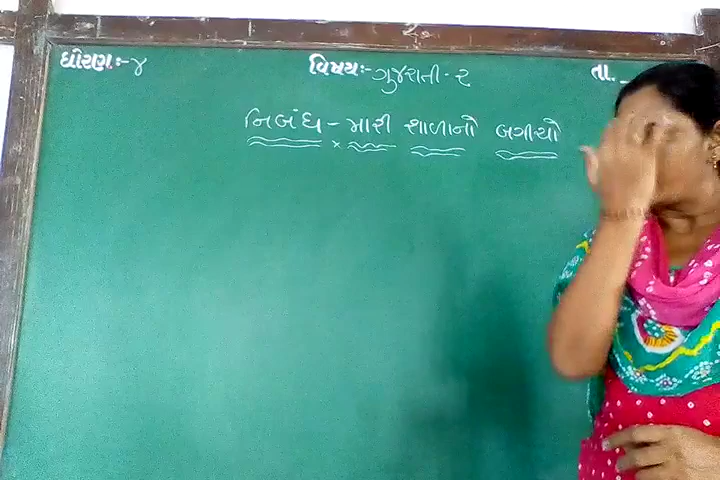 ધોરણ:- ૪ વિષય:- ગુજરાતી - ૨ તા. _
નિબંધ - મારી શાળાનો બગીચો